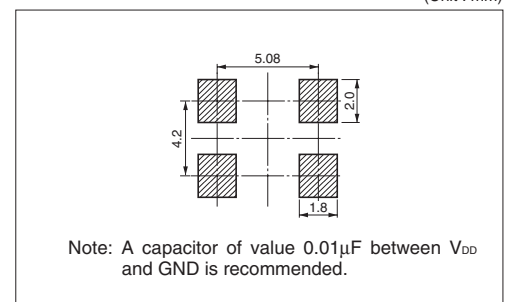 (Unit : mm)
5.08
2.0
4.2
1.8
Note: A capacitor of value 0.01μF between VDD
and GND is recommended.